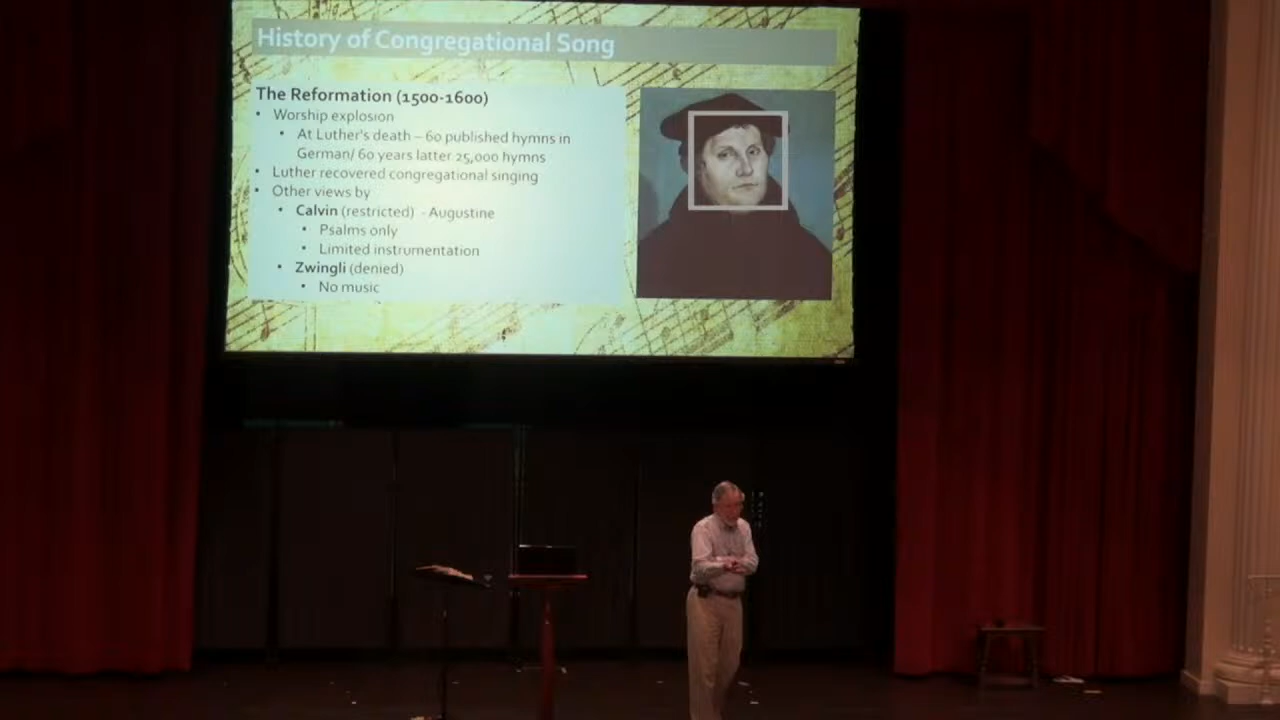 History of Congregational Song
The Reformation (1500-1600)
• Worship explosion
• At Luther's death – 60 published hymns in
German/ 60 years latter 25,000 hymns
• Luther recovered congregational singing
• Other views by
• Calvin (restricted) - Augustine
• Psalms only
• Limited instrumentation
• Zwingli (denied)
• No music